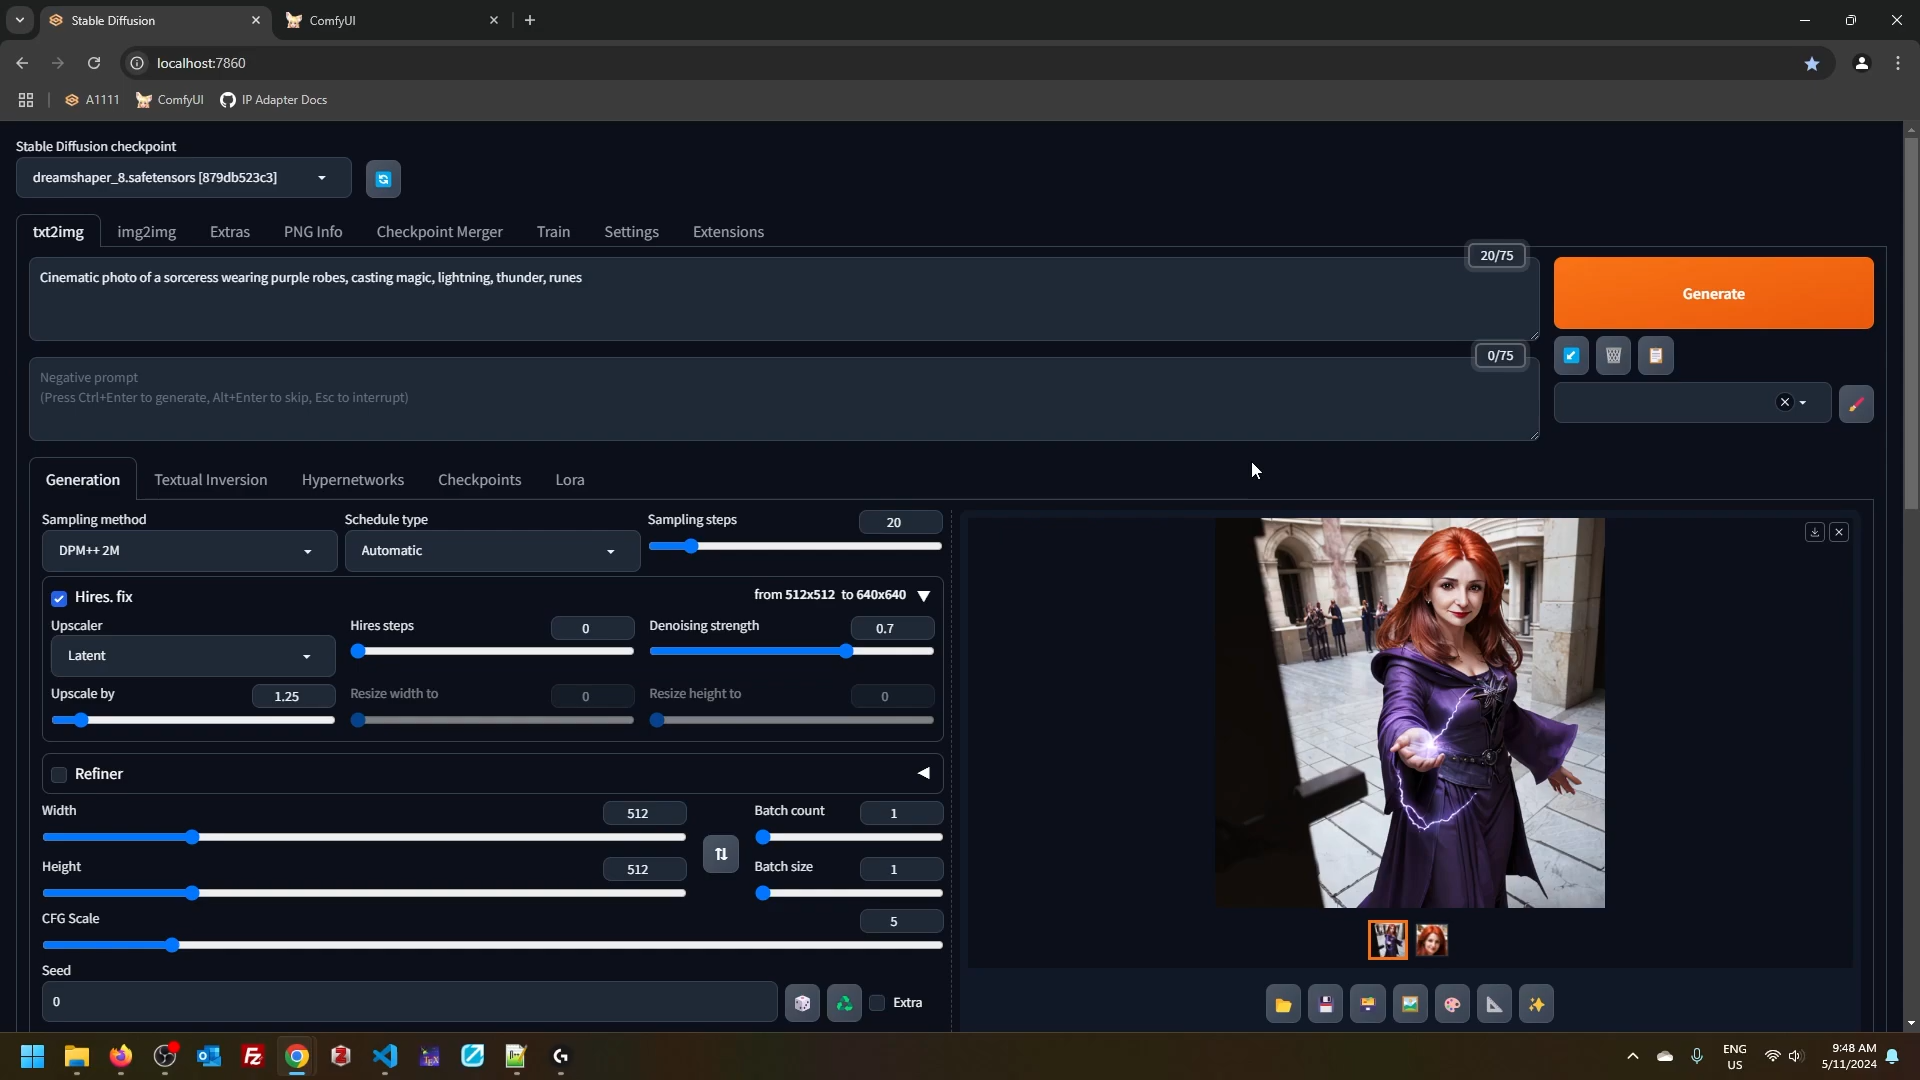 Stable Diffusion
ComfyUI
localhost:7860
A1111
ComfyUI
IP Adapter Docs
Stable Diffusion checkpoint
dreamshaper_8.safetensors [879db523c3]
txt2img
img2img
Extras
PNG Info
Checkpoint Merger
Train
Settings
Extensions
20/75
Cinematic photo of a sorceress wearing purple robes, casting magic, lightning, thunder, runes
Generate
0/75
Negative prompt
(Press Ctrl+Enter to generate, Alt+Enter to skip, Esc to interrupt)
Generation
Textual Inversion
Hypernetworks
Checkpoints
Lora
Sampling method
Schedule type
Sampling steps
20
DPM++ 2M
Automatic
Hires. fix
from 512x512 to 640x640
Upscaler
Hires steps
0
Denoising strength
0.7
Latent
Upscale by
1.25
Resize width to
0
Resize height to
0
Refiner
Width
512
Batch count
1
Height
512
Batch size
1
CFG Scale
5
Seed
0
Extra
ENG
US
9:48 AM
5/11/2024